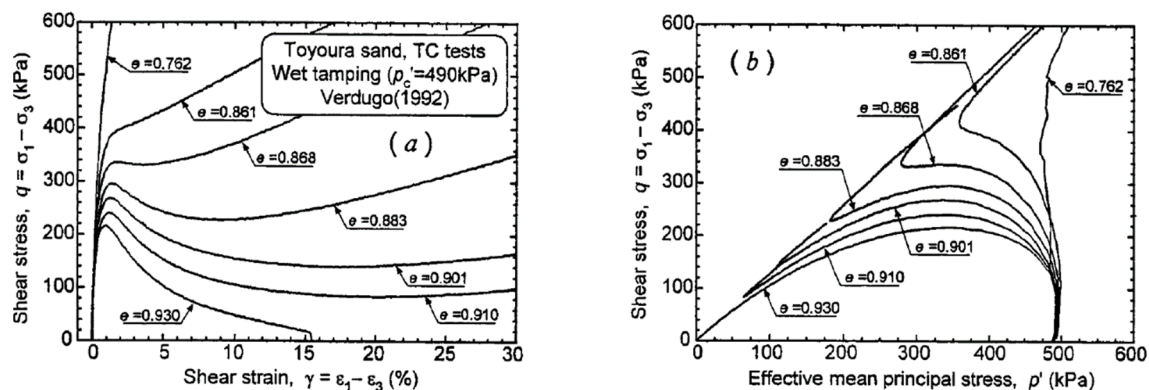 600
500
400
300
200
100
0
Shear stress, q = σ1 – σ3 (kPa)
e =0.762
Toyoura sand, TC tests
Wet tamping (pc'=490kPa)
Verdugo(1992)
e =0.861
(a)
e =0.868
e =0.883
e =0.901
e =0.930
e =0.910
0 5 10 15 20 25 30
Shear strain, γ = ε1– ε3 (%)
600
500
400
300
200
100
0
Shear stress, q = σ1 – σ3 (kPa)
(b)
e =0.861
e =0.762
e =0.868
e =0.883
e =0.901
e =0.910
e =0.930
0 100 200 300 400 500 600
Effective mean principal stress, p' (kPa)